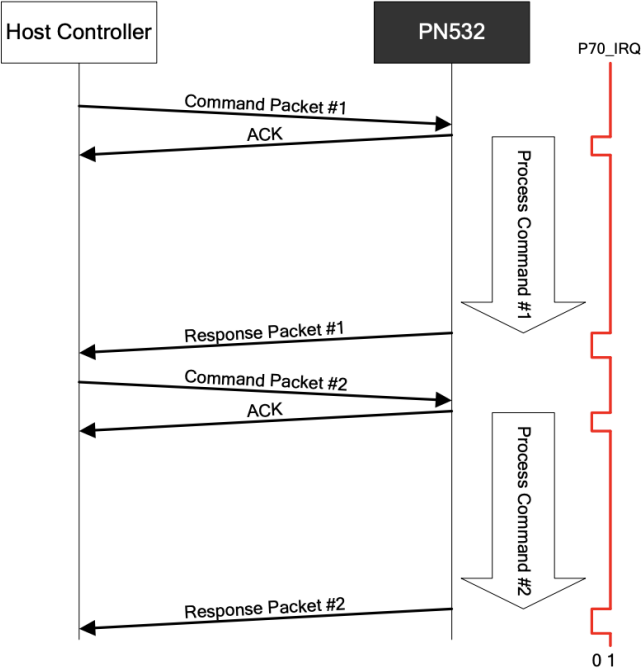 Host Controller
PN532
P70_IRQ
Command Packet #1
ACK
Process Command #1
Response Packet #1
Command Packet #2
ACK
Process Command #2
Response Packet #2
0 1